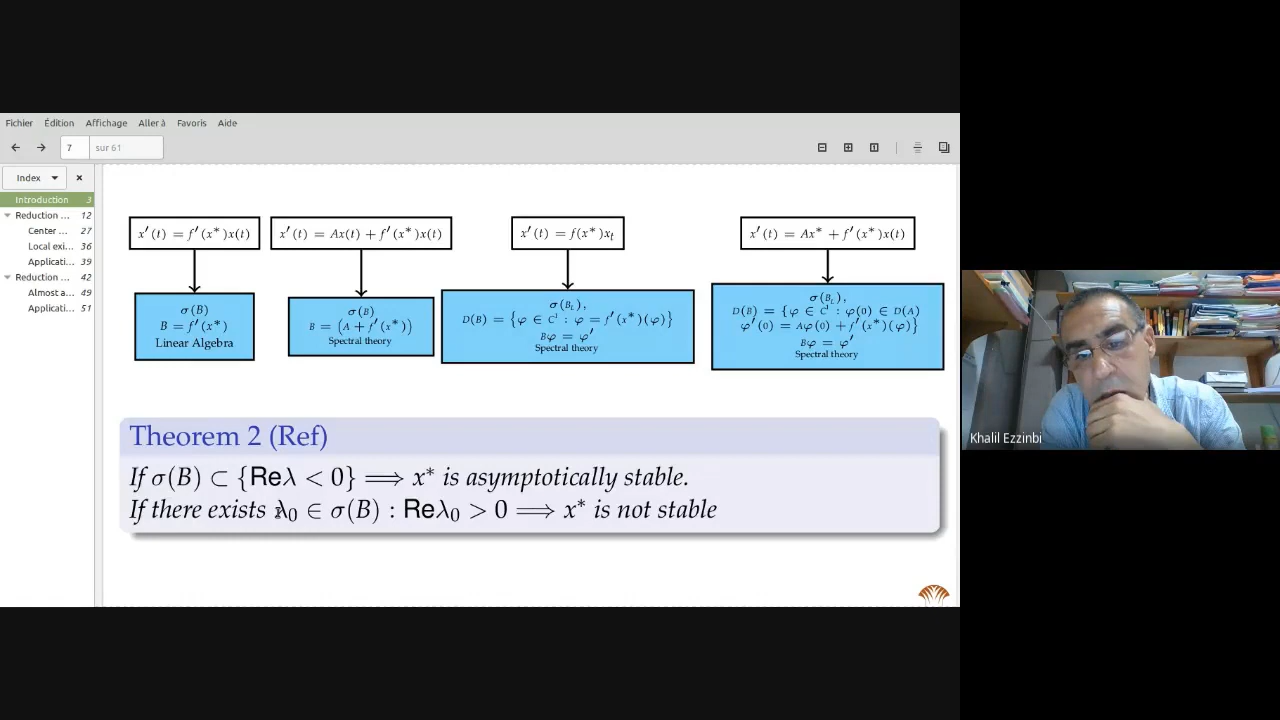 Fichier Édition Affichage Aller à Favoris Aide
7 sur 61
Index
Introduction 3
Reduction ... 12
Center ... 27
Local exi... 36
Applicati... 39
Reduction ... 42
Almost a... 49
Applicati... 51
x′(t) = f′(x*)x(t)
x′(t) = Ax(t) + f′(x*)x(t)
x′(t) = f(x*)xₜ
x′(t) = Ax* + f′(x*)x(t)
σ(B)
B = f′(x*)
Linear Algebra
σ(B)
B = (A + f′(x*))
Spectral theory
σ(B_L),
D(B) = {φ ∈ C¹ : φ = f′(x*)(φ)}
Bφ = φ′
Spectral theory
σ(B_L),
D(B) = {φ ∈ C¹ : φ(0) ∈ D(A)
φ′(0) = Aφ(0) + f′(x*)(φ)}
Bφ = φ′
Spectral theory
Theorem 2 (Ref)
If σ(B) ⊂ {Reλ < 0} ⟹ x* is asymptotically stable.
If there exists λ₀ ∈ σ(B) : Reλ₀ > 0 ⟹ x* is not stable
Khalil Ezzinbi